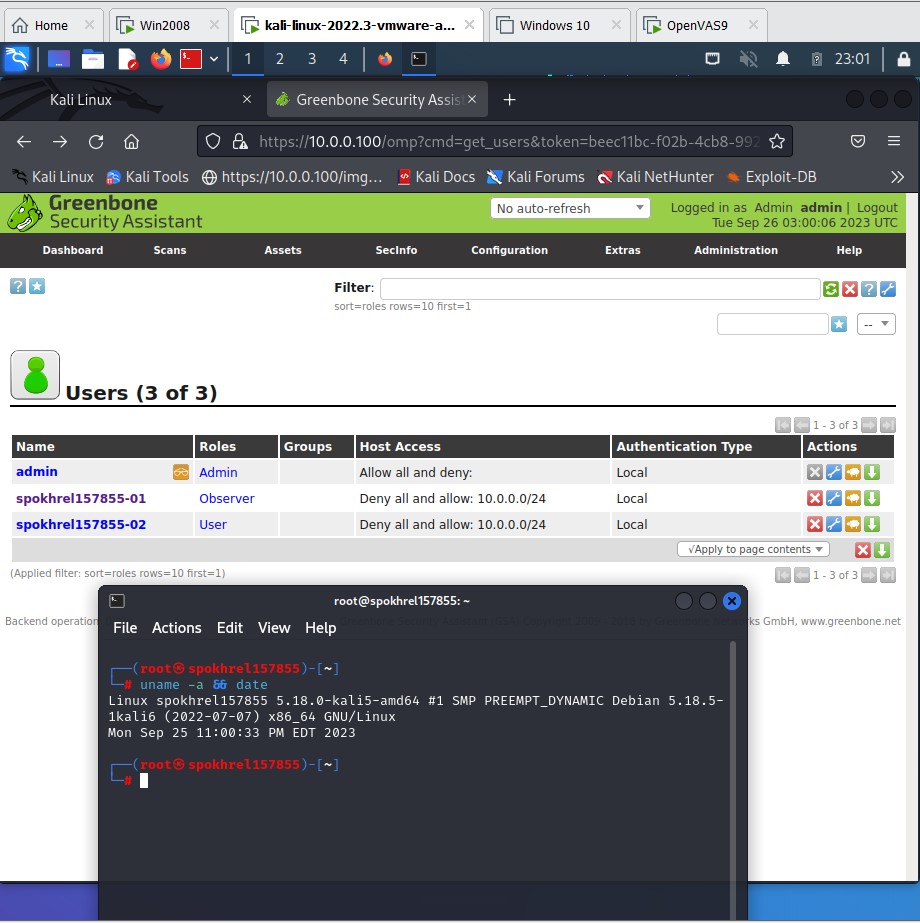 Home Win2008 kali-linux-2022.3-vmware-a... Windows 10 OpenVAS9
1 2 3 4 23:01
Kali Linux Greenbone Security Assis
https://10.0.0.100/omp?cmd=get_users&token=beec11bc-f02b-4cb8-992
Kali Linux Kali Tools https://10.0.0.100/img... Kali Docs Kali Forums Kali NetHunter Exploit-DB
Greenbone
Security Assistant
No auto-refresh
Logged in as Admin admin | Logout
Tue Sep 26 03:00:06 2023 UTC
Dashboard Scans Assets SecInfo Configuration Extras Administration Help
Filter:
sort=roles rows=10 first=1
--
Users (3 of 3)
1 - 3 of 3
Name Roles Groups Host Access Authentication Type Actions
admin Admin Allow all and deny: Local
spokhrel157855-01 Observer Deny all and allow: 10.0.0.0/24 Local
spokhrel157855-02 User Deny all and allow: 10.0.0.0/24 Local
√Apply to page contents
(Applied filter: sort=roles rows=10 first=1)
1 - 3 of 3
Backend operation
ks GmbH, www.greenbone.net
root@spokhrel157855: ~
File Actions Edit View Help
┌──(root㉿spokhrel157855)-[~]
└─# uname -a && date
Linux spokhrel157855 5.18.0-kali5-amd64 #1 SMP PREEMPT_DYNAMIC Debian 5.18.5-
1kali6 (2022-07-07) x86_64 GNU/Linux
Mon Sep 25 11:00:33 PM EDT 2023
┌──(root㉿spokhrel157855)-[~]
└─#